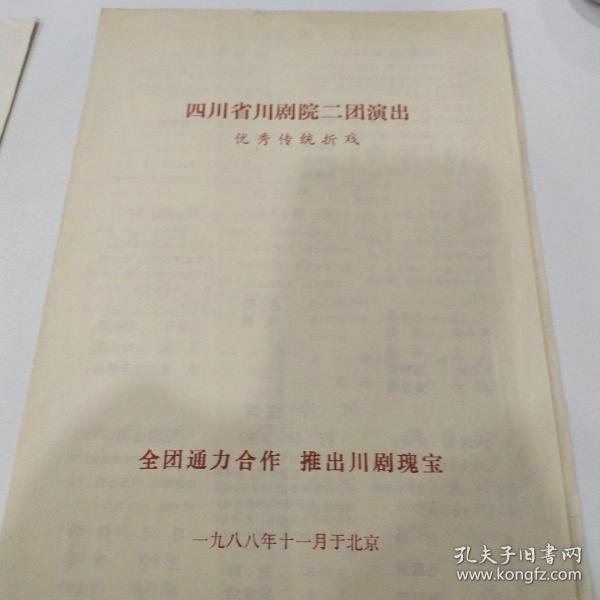 四川省川剧院二团演出
优秀传统折戏
全团通力合作 推出川剧瑰宝
一九八八年十一月于北京
孔夫子旧书网
www.kongfz.com